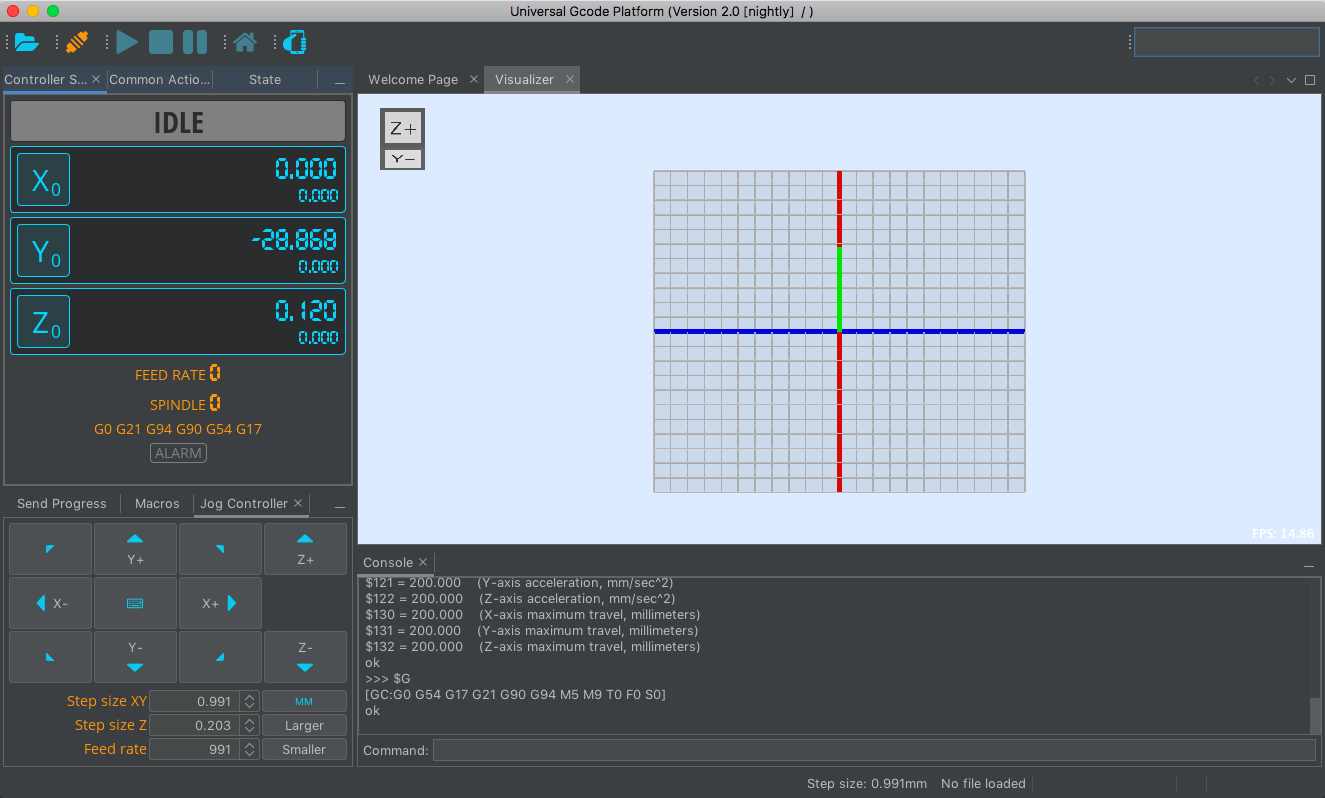 Universal Gcode Platform (Version 2.0 [nightly]  / )
Controller S...
Common Actio...
State
IDLE
X0
0.000
0.000
Y0
-28.868
0.000
Z0
0.120
0.000
FEED RATE 0
SPINDLE 0
G0 G21 G94 G90 G54 G17
ALARM
Send Progress
Macros
Jog Controller
Y+
Z+
X-
X+
Y-
Z-
Step size XY 0.991 MM
Step size Z 0.203 Larger
Feed rate 991 Smaller
Welcome Page
Visualizer
Z+
Y-
FPS: 14.86
Console
$121 = 200.000    (Y-axis acceleration, mm/sec^2)
$122 = 200.000    (Z-axis acceleration, mm/sec^2)
$130 = 200.000    (X-axis maximum travel, millimeters)
$131 = 200.000    (Y-axis maximum travel, millimeters)
$132 = 200.000    (Z-axis maximum travel, millimeters)
ok
>>> $G
[GC:G0 G54 G17 G21 G90 G94 M5 M9 T0 F0 S0]
ok
Command:
Step size: 0.991mm No file loaded